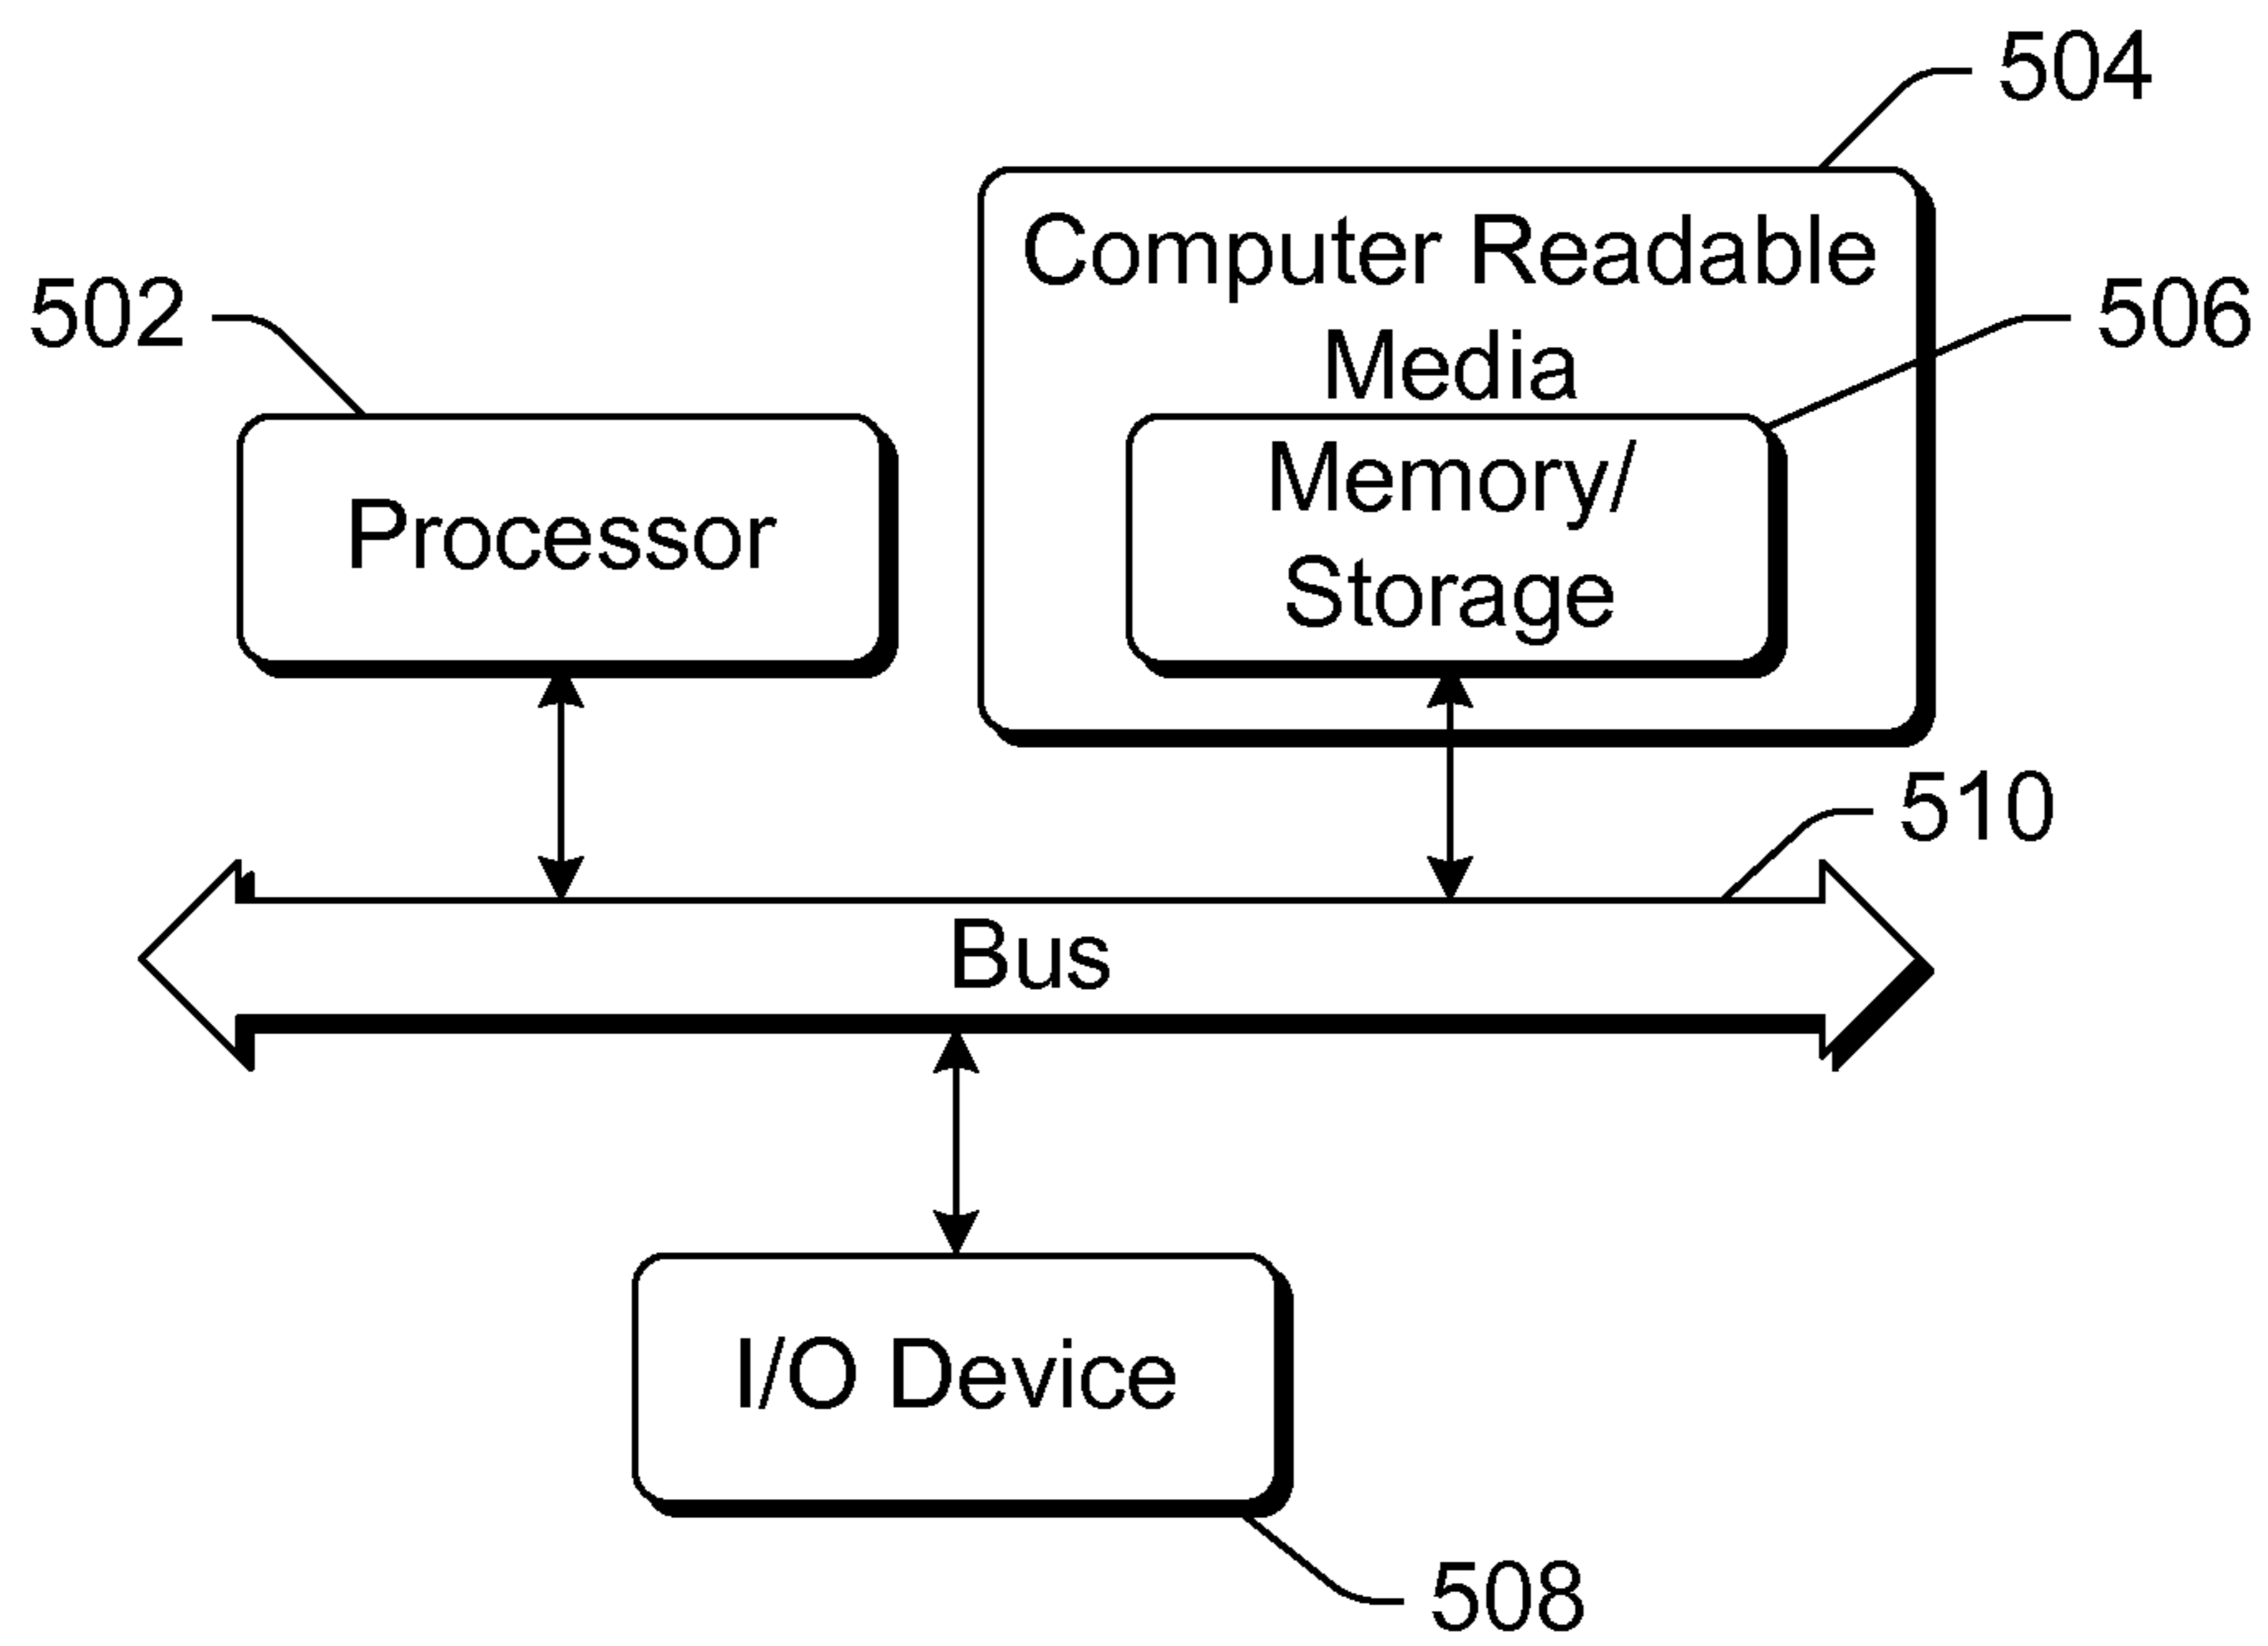 504
Computer Readable
Media
502
506
Memory/
Storage
Processor
510
Bus
I/O Device
508